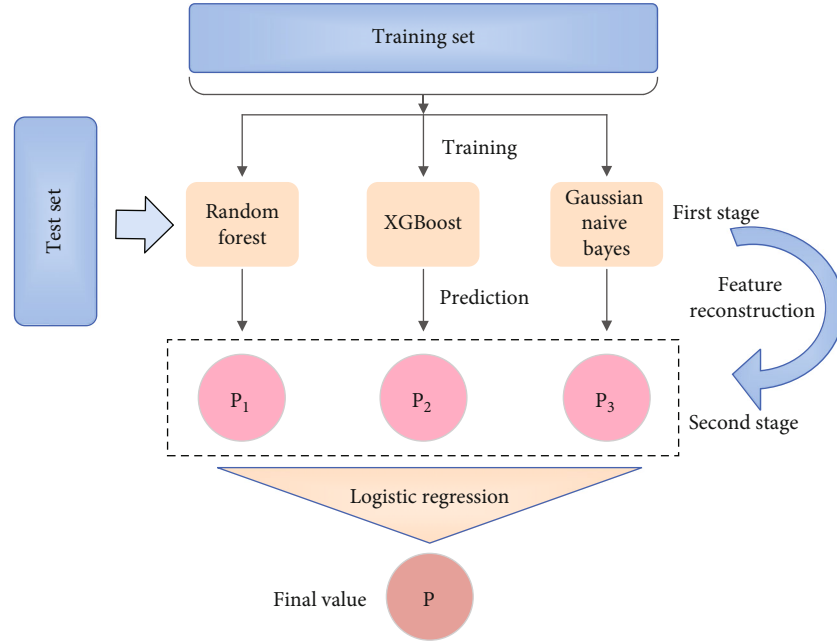 Training set
Test set
Training
Random
forest
XGBoost
Gaussian
naive
bayes
First stage
Prediction
Feature
reconstruction
P1
P2
P3
Second stage
Logistic regression
Final value
P